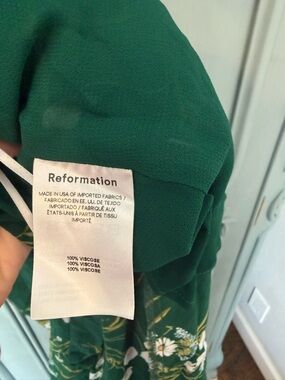 Reformation
MADE IN USA OF IMPORTED FABRICS /
FABRICADO EN EE. UU. DE TEJIDO
IMPORTADO / FABRIQUÉ AUX
ÉTATS-UNIS À PARTIR DE TISSU
IMPORTÉ
100% VISCOSE
100% VISCOSA
100% VISCOSE